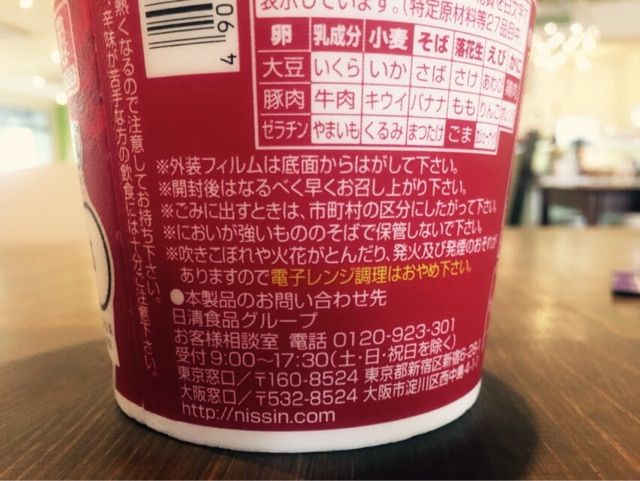 表示しています。(特定原材料等27品目中
卵 乳成分 小麦 そば 落花生 えび かに
大豆 いくら いか さば さけ あわび
豚肉 牛肉 キウイ バナナ もも りんご
ゼラチン やまいも くるみ まつたけ ごま
※外装フィルムは底面からはがして下さい。
※開封後はなるべく早くお召し上がり下さい。
※ごみに出すときは、市町村の区分にしたがって下さい。
※においが強いもののそばで保管しないで下さい。
※吹きこぼれや火花がとんだり、発火及び発煙のおそれが
ありますので電子レンジ調理はおやめ下さい。
●本製品のお問い合わせ先
日清食品グループ
お客様相談室 電話 0120-923-301
受付 9:00〜17:30(土・日・祝日を除く)
東京窓口/〒160-8524 東京都新宿区新宿6-28-1
大阪窓口/〒532-8524 大阪市淀川区西中島4-1-1
http://nissin.com
熱くなるので注意してお持ち下さい。
辛味が苦手な方の飲食には十分ご注意下さい。